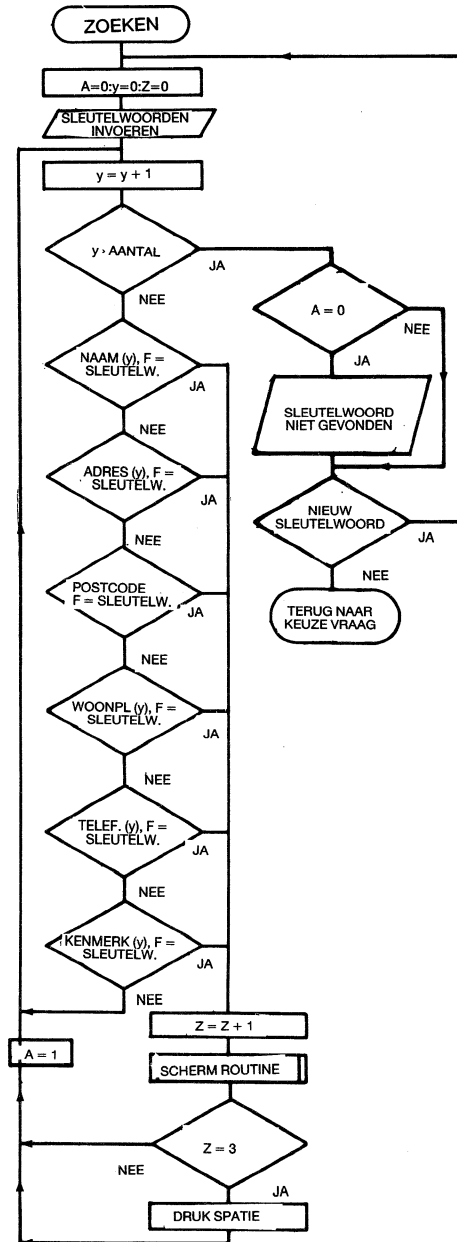 ZOEKEN
A=0:y=0:Z=0
SLEUTELWOORDEN
INVOEREN
y = y + 1
y > AANTAL
JA
NEE
A = 0
NEE
JA
NAAM (y), F =
SLEUTELW.
JA
NEE
SLEUTELWOORD
NIET GEVONDEN
ADRES (y), F =
SLEUTELW.
JA
NEE
NIEUW
SLEUTELWOORD
JA
NEE
POSTCODE
F = SLEUTELW.
JA
NEE
TERUG NAAR
KEUZE VRAAG
WOONPL (y), F =
SLEUTELW.
JA
NEE
TELEF. (y), F =
SLEUTELW.
JA
NEE
KENMERK (y), F =
SLEUTELW.
JA
NEE
Z = Z + 1
A = 1
SCHERM ROUTINE
Z = 3
NEE
JA
DRUK SPATIE